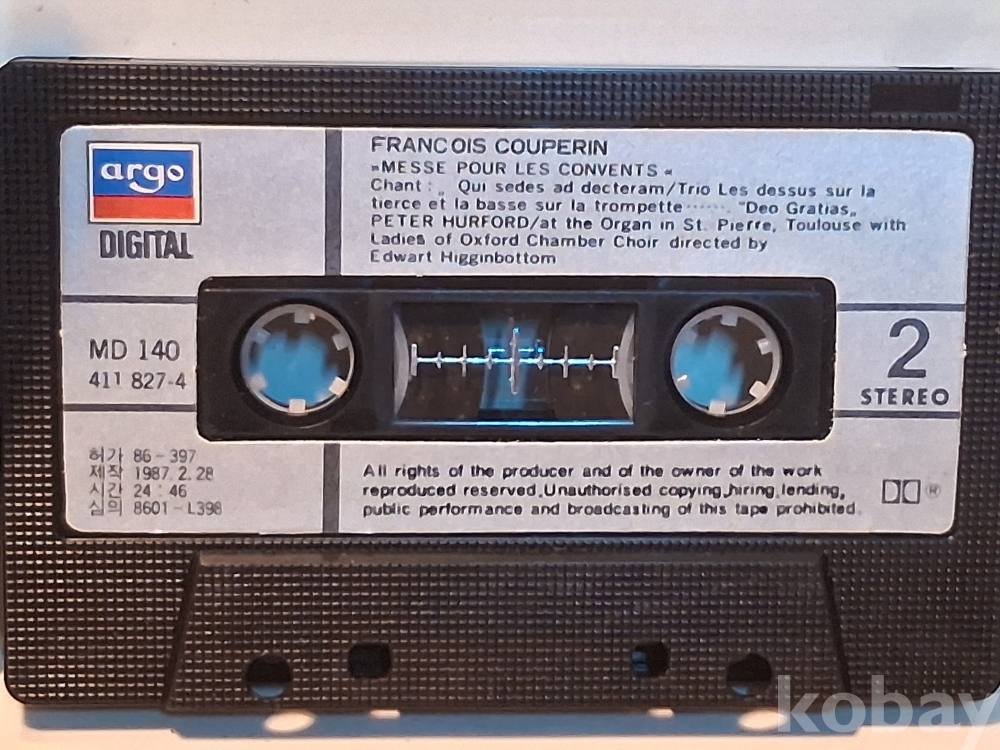 argo
DIGITAL
FRANCOIS COUPERIN
»MESSE POUR LES CONVENTS«
Chant : „ Qui sedes ad decteram/Trio Les dessus sur la
tierce et la basse sur la trompette ······. "Deo Gratias„
PETER HURFORD/at the Organ in St. Pierre, Toulouse with
Ladies of Oxford Chamber Choir directed by
Edwart Higginbottom
MD 140
411 827-4
2
STEREO
허가 86-397
제작 1987.2.28
시간 24:46
심의 8601-L398
All rights of the producer and of the owner of the work
reproduced reserved.Unauthorised copying,hiring,lending,
public performance and broadcasting of this tape prohibited.
®
kobay